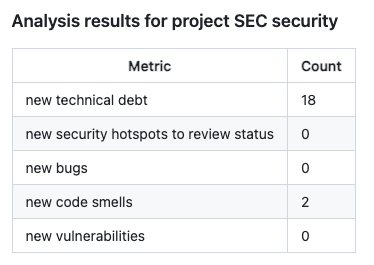 Analysis results for project SEC security
Metric Count
new technical debt 18
new security hotspots to review status 0
new bugs 0
new code smells 2
new vulnerabilities 0